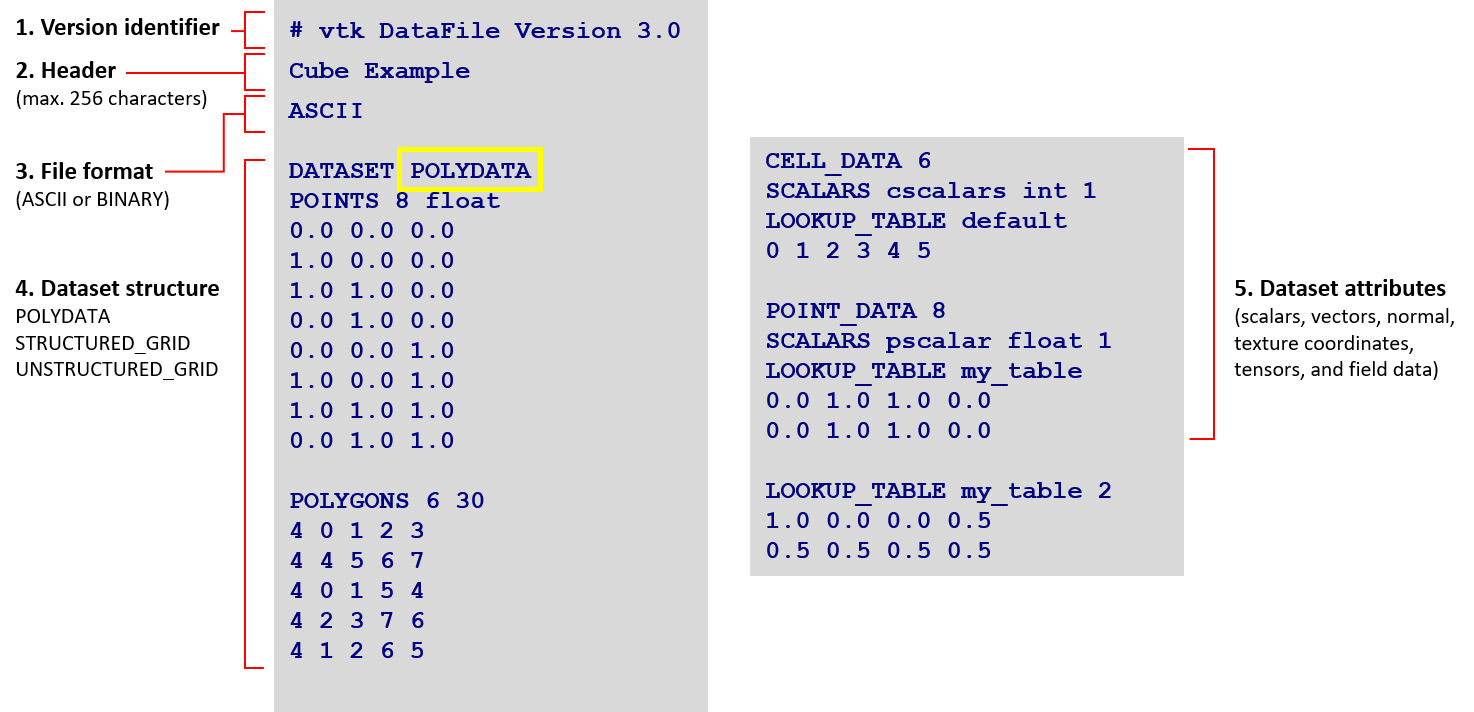 1. Version identifier
2. Header
(max. 256 characters)
3. File format
(ASCII or BINARY)
4. Dataset structure
POLYDATA
STRUCTURED_GRID
UNSTRUCTURED_GRID
# vtk DataFile Version 3.0
Cube Example
ASCII
DATASET POLYDATA
POINTS 8 float
0.0 0.0 0.0
1.0 0.0 0.0
1.0 1.0 0.0
0.0 1.0 0.0
0.0 0.0 1.0
1.0 0.0 1.0
1.0 1.0 1.0
0.0 1.0 1.0
POLYGONS 6 30
4 0 1 2 3
4 4 5 6 7
4 0 1 5 4
4 2 3 7 6
4 1 2 6 5
CELL_DATA 6
SCALARS cscalars int 1
LOOKUP_TABLE default
0 1 2 3 4 5
POINT_DATA 8
SCALARS pscalar float 1
LOOKUP_TABLE my_table
0.0 1.0 1.0 0.0
0.0 1.0 1.0 0.0
LOOKUP_TABLE my_table 2
1.0 0.0 0.0 0.5
0.5 0.5 0.5 0.5
5. Dataset attributes
(scalars, vectors, normal,
texture coordinates,
tensors, and field data)